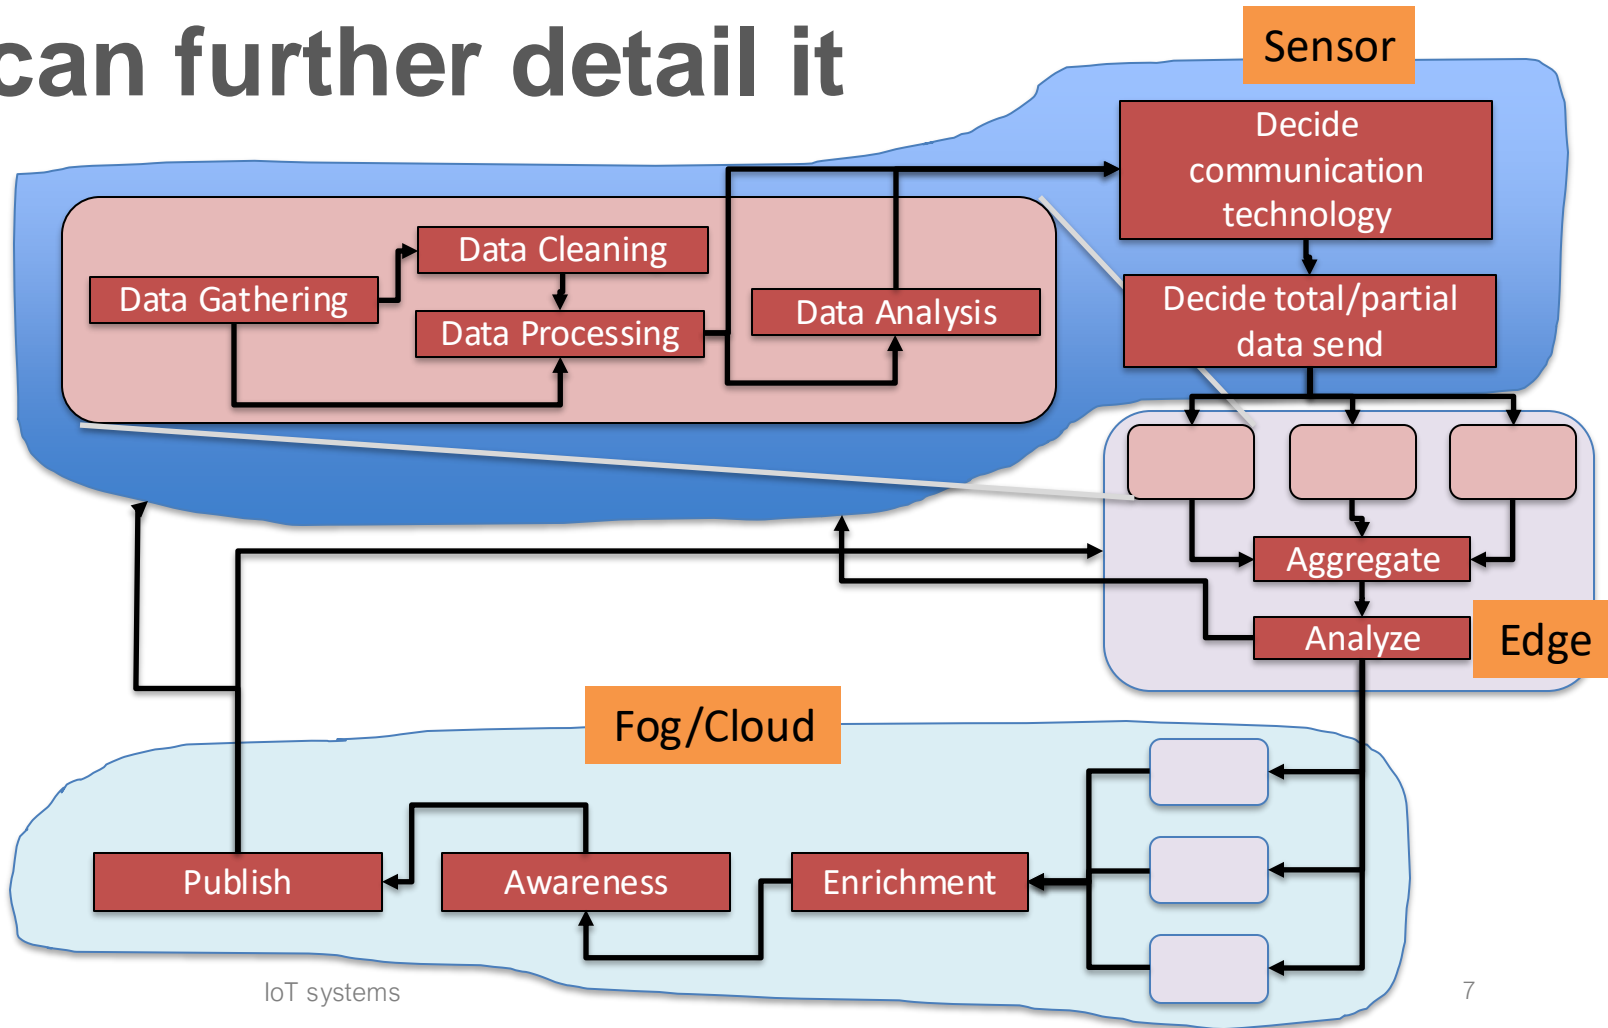 can further detail it
Sensor
Decide
communication
technology
Data Cleaning
Data Gathering
Data Processing
Data Analysis
Decide total/partial
data send
Aggregate
Analyze
Edge
Fog/Cloud
Publish
Awareness
Enrichment
IoT systems
7